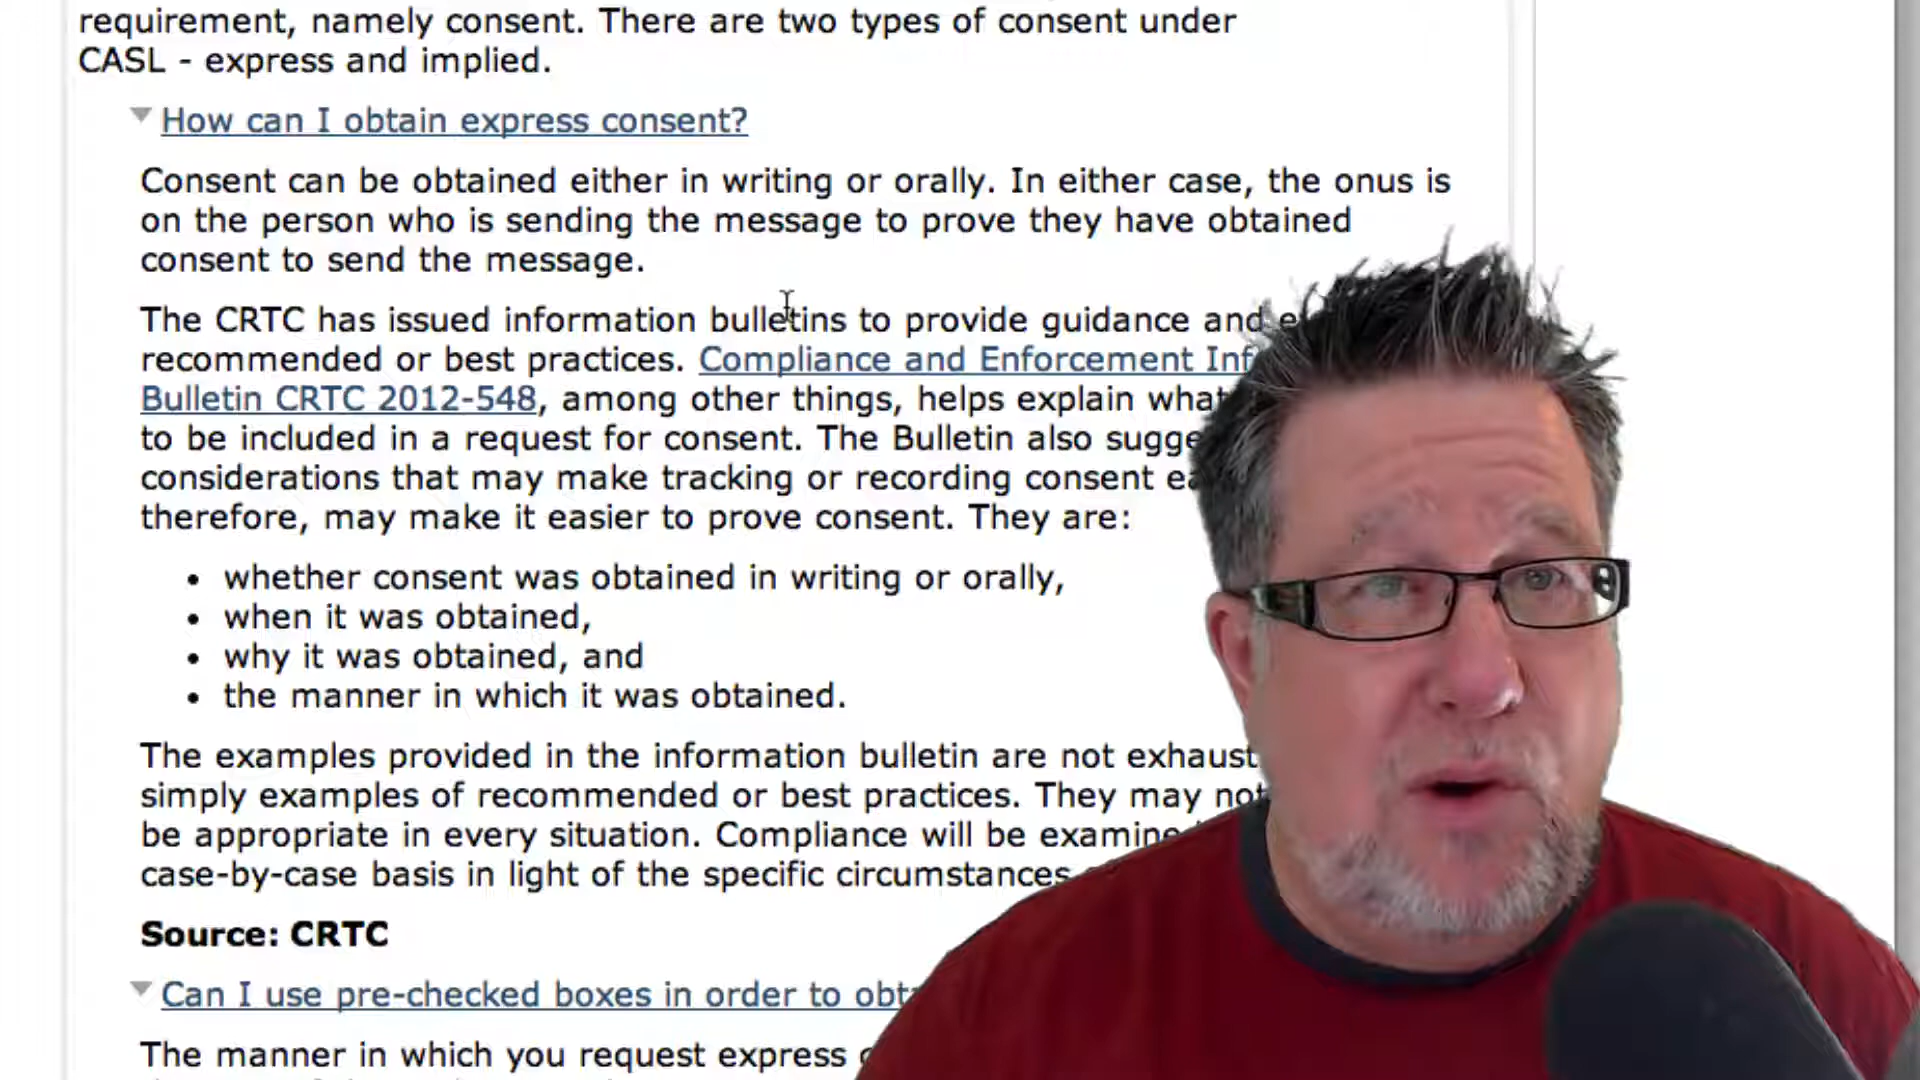 requirement, namely consent. There are two types of consent under
CASL - express and implied.
How can I obtain express consent?
Consent can be obtained either in writing or orally. In either case, the onus is
on the person who is sending the message to prove they have obtained
consent to send the message.
The CRTC has issued information bulletins to provide guidance and
recommended or best practices. Compliance and Enforcement
Bulletin CRTC 2012-548, among other things, helps explain what
to be included in a request for consent. The Bulletin also
considerations that may make tracking or recording consent
therefore, may make it easier to prove consent. They are:
• whether consent was obtained in writing or orally,
• when it was obtained,
• why it was obtained, and
• the manner in which it was obtained.
The examples provided in the information bulletin are not
simply examples of recommended or best practices. They may not
be appropriate in every situation. Compliance will be
case-by-case basis in light of the specific circumstances
Source: CRTC
Can I use pre-checked boxes in order to
The manner in which you request express